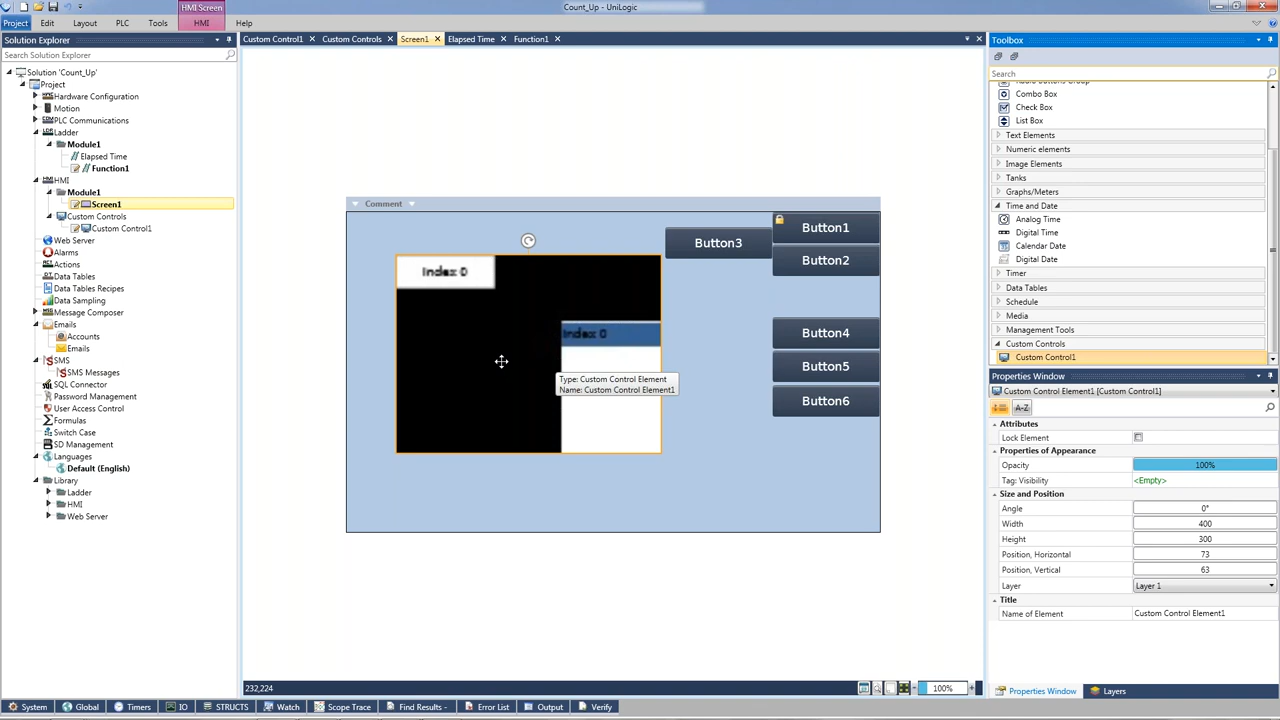 HMI Screen
Count_Up - UniLogic
Project Edit Layout PLC Tools HMI Help
Solution Explorer
Search Solution Explorer
Solution 'Count_Up'
Project
Hardware Configuration
Motion
PLC Communications
Ladder
Module1
Elapsed Time
Function1
HMI
Module1
Screen1
Custom Controls
Custom Control1
Web Server
Alarms
Actions
Data Tables
Data Tables Recipes
Data Sampling
Message Composer
Emails
Accounts
Emails
SMS
SMS Messages
SQL Connector
Password Management
User Access Control
Formulas
Switch Case
SD Management
Languages
Default (English)
Library
Ladder
HMI
Web Server
Custom Control1 Custom Controls Screen1 Elapsed Time Function1
Comment
Button1
Button3
Button2
Index 0
Index 0
Button4
Button5
Button6
Type: Custom Control Element
Name: Custom Control Element1
232,224
100%
Toolbox
Search
Radio Buttons Group
Combo Box
Check Box
List Box
Text Elements
Numeric elements
Image Elements
Tanks
Graphs/Meters
Time and Date
Analog Time
Digital Time
Calendar Date
Digital Date
Timer
Data Tables
Schedule
Media
Management Tools
Custom Controls
Custom Control1
Properties Window
Custom Control Element1 [Custom Control1]
A-Z
Attributes
Lock Element
Properties of Appearance
Opacity 100%
Tag: Visibility <Empty>
Size and Position
Angle 0°
Width 400
Height 300
Position, Horizontal 73
Position, Vertical 63
Layer Layer 1
Title
Name of Element Custom Control Element1
Properties Window Layers
System Global Timers IO STRUCTS Watch Scope Trace Find Results - Error List Output Verify